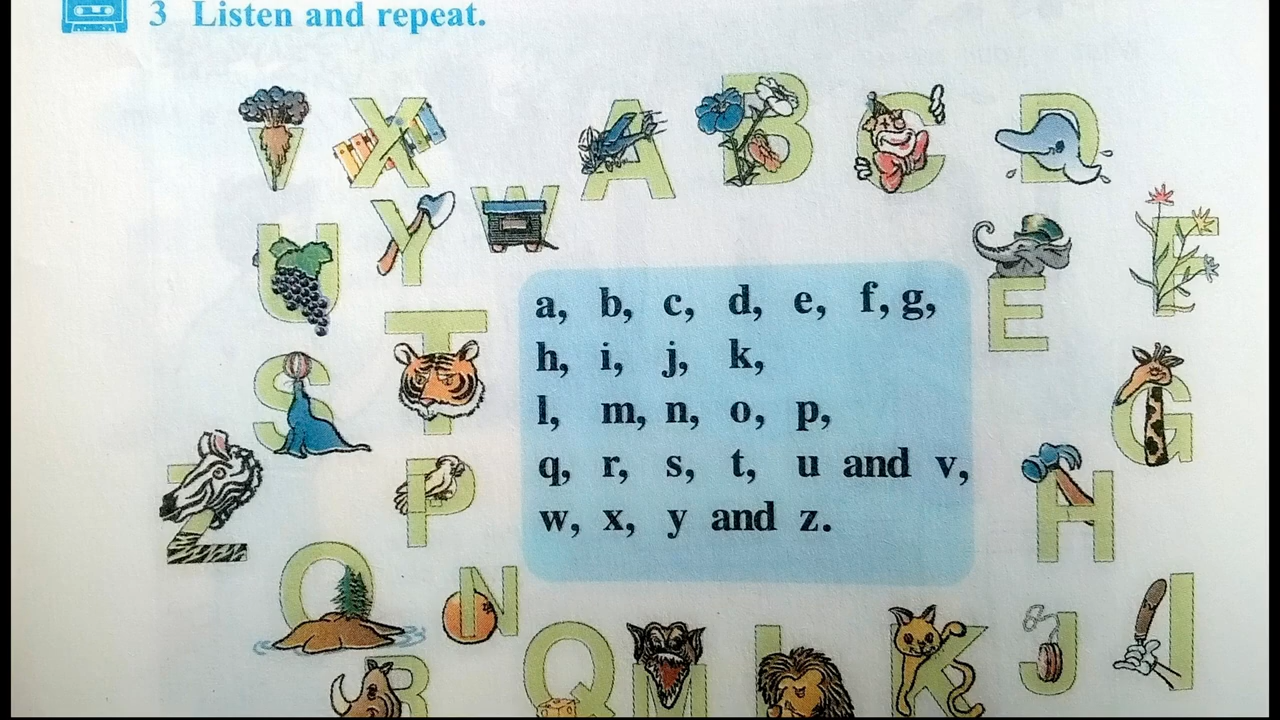 3 Listen and repeat.
V X A B C D
U Y W E F
a, b, c, d, e, f, g,
h, i, j, k,
l, m, n, o, p,
q, r, s, t, u and v,
w, x, y and z.
T
S G
Z P H
O N
R Q M L K J I